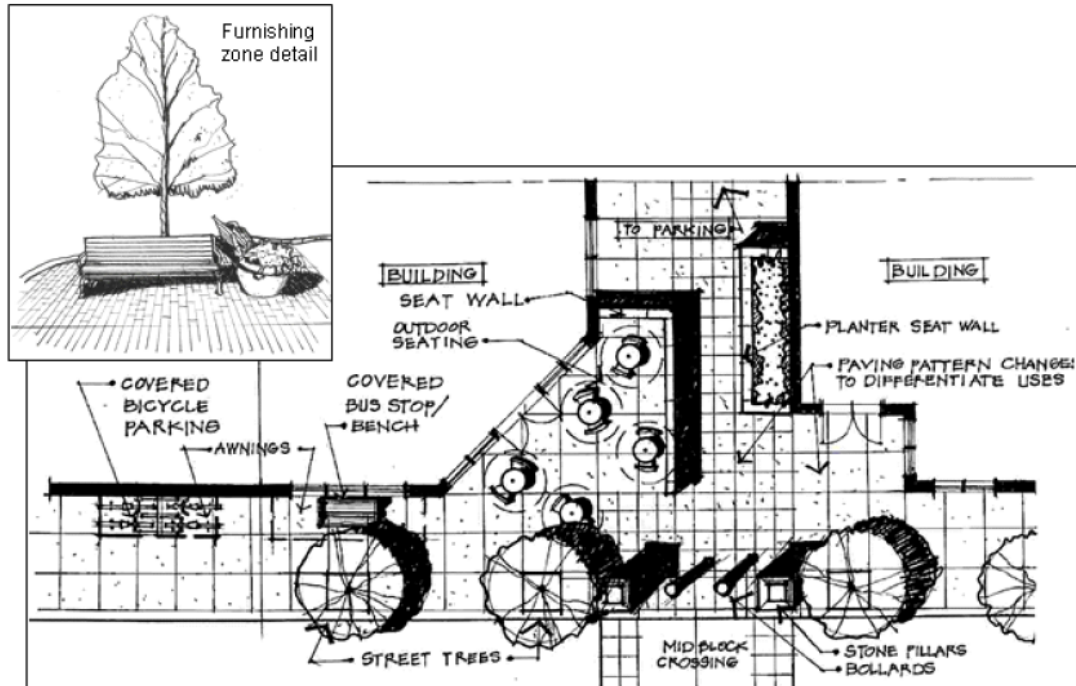 Furnishing
zone detail
TO PARKING
BUILDING
BUILDING
SEAT WALL
OUTDOOR
SEATING
PLANTER SEAT WALL
PAVING PATTERN CHANGE:
TO DIFFERENTIATE USES
COVERED
BICYCLE
PARKING
COVERED
BUS STOP/
BENCH
AWNINGS
STREET TREES
MID BLOCK
CROSSING
STONE PILLARS
BOLLARDS